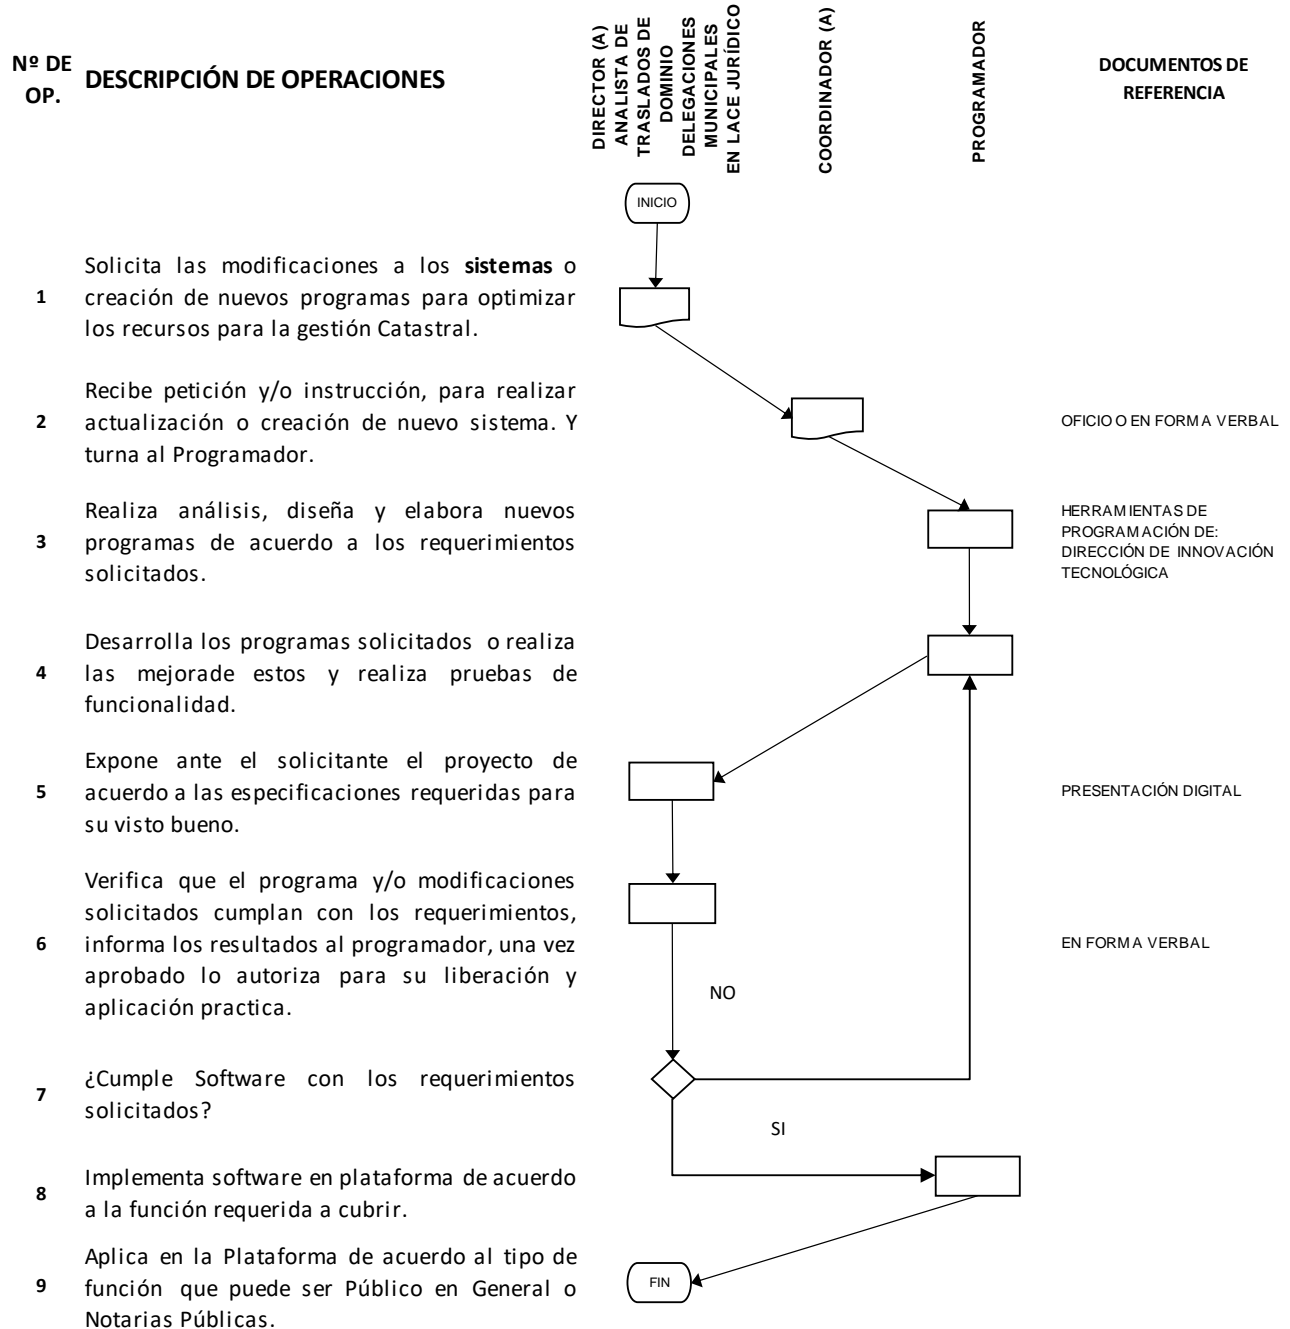 Nº DE
OP.
DESCRIPCIÓN DE OPERACIONES
DIRECTOR (A)
ANALISTA DE
TRASLADOS DE
DOMINIO
DELEGACIONES
MUNICIPALES
EN LACE JURÍDICO
COORDINADOR (A)
PROGRAMADOR
DOCUMENTOS DE
REFERENCIA
INICIO
1
Solicita las modificaciones a los sistemas o
creación de nuevos programas para optimizar
los recursos para la gestión Catastral.
2
Recibe petición y/o instrucción, para realizar
actualización o creación de nuevo sistema. Y
turna al Programador.
OFICIO O EN FORMA VERBAL
3
Realiza análisis, diseña y elabora nuevos
programas de acuerdo a los requerimientos
solicitados.
HERRAMIENTAS DE
PROGRAMACIÓN DE:
DIRECCIÓN DE INNOVACIÓN
TECNOLÓGICA
4
Desarrolla los programas solicitados o realiza
las mejorade estos y realiza pruebas de
funcionalidad.
5
Expone ante el solicitante el proyecto de
acuerdo a las especificaciones requeridas para
su visto bueno.
PRESENTACIÓN DIGITAL
6
Verifica que el programa y/o modificaciones
solicitados cumplan con los requerimientos,
informa los resultados al programador, una vez
aprobado lo autoriza para su liberación y
aplicación practica.
EN FORMA VERBAL
NO
7
¿Cumple Software con los requerimientos
solicitados?
SI
8
Implementa software en plataforma de acuerdo
a la función requerida a cubrir.
9
Aplica en la Plataforma de acuerdo al tipo de
función que puede ser Público en General o
Notarias Públicas.
FIN